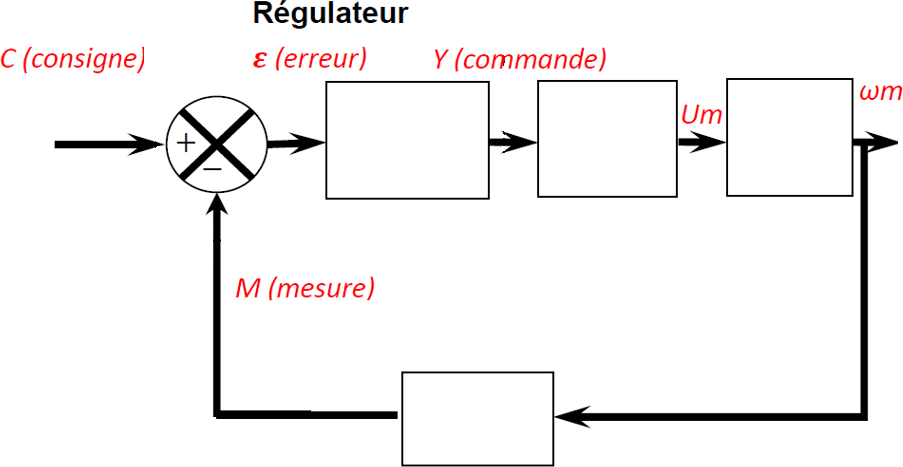 Régulateur
C (consigne)
ε (erreur)
Y (commande)
ωm
Um
+
−
M (mesure)